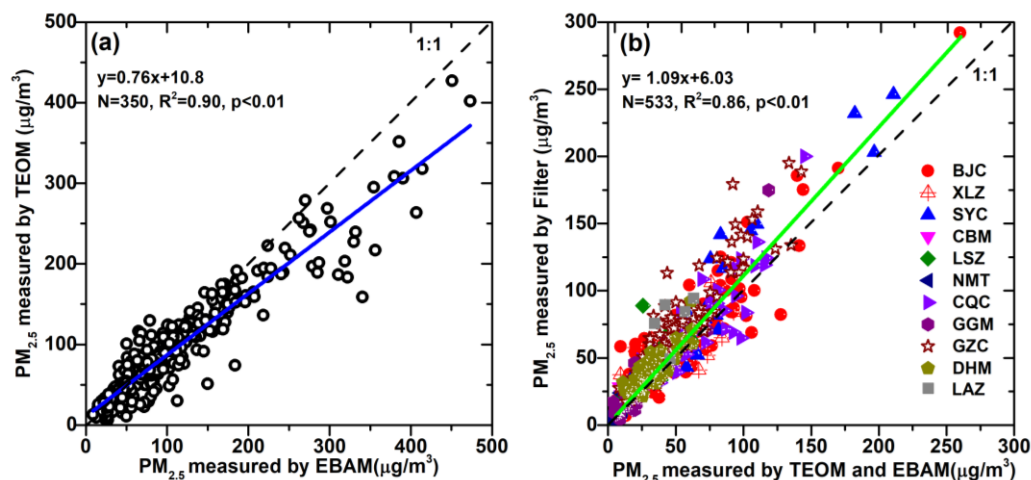 (a)
1:1
y=0.76x+10.8
N=350, R²=0.90, p<0.01
500
400
300
200
100
0
PM₂.₅ measured by TEOM (µg/m³)
0 100 200 300 400 500
PM₂.₅ measured by EBAM(µg/m³)
(b)
1:1
y= 1.09x+6.03
N=533, R²=0.86, p<0.01
300
250
200
150
100
50
0
PM₂.₅ measured by Filter (µg/m³)
BJC
XLZ
SYC
CBM
LSZ
NMT
CQC
GGM
GZC
DHM
LAZ
0 50 100 150 200 250 300
PM₂.₅ measured by TEOM and EBAM(µg/m³)